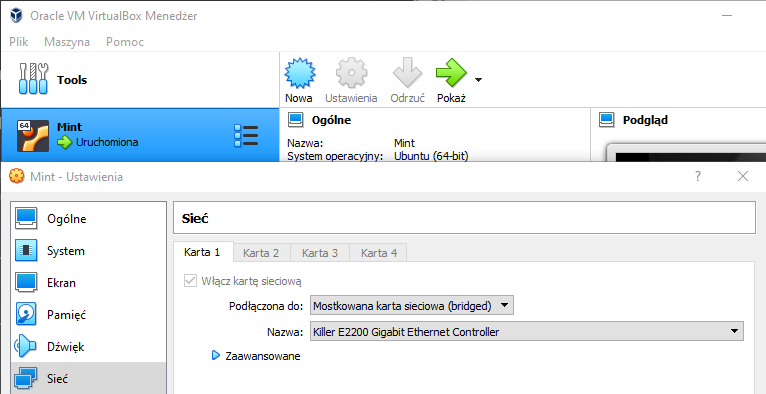 Oracle VM VirtualBox Menedżer
Plik Maszyna Pomoc
Tools
Nowa Ustawienia Odrzuć Pokaż
64
Mint
Uruchomiona
Ogólne
Nazwa: Mint
System operacyjny: Ubuntu (64-bit)
Podgląd
Mint - Ustawienia ?
Ogólne
System
Ekran
Pamięć
Dźwięk
Sieć
Sieć
Karta 1 Karta 2 Karta 3 Karta 4
Włącz kartę sieciową
Podłączona do: Mostkowana karta sieciowa (bridged)
Nazwa: Killer E2200 Gigabit Ethernet Controller
Zaawansowane